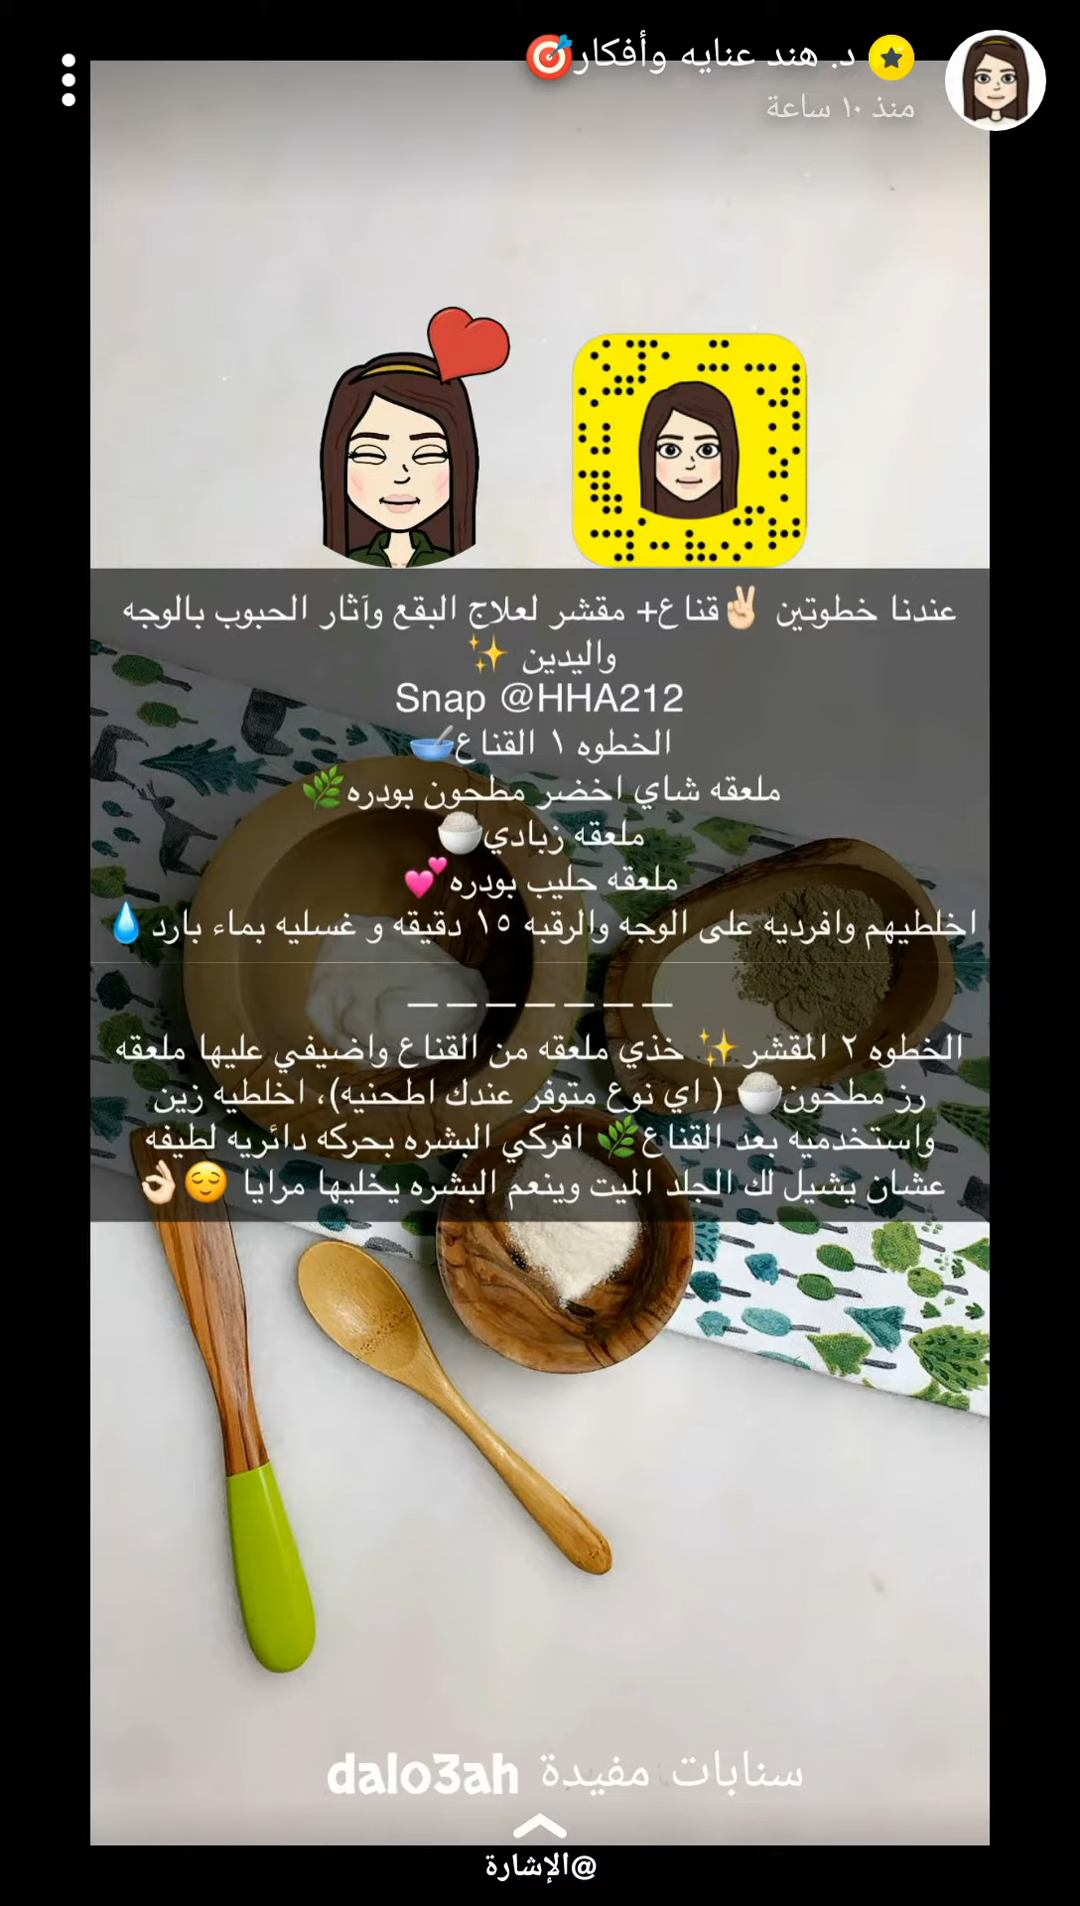 د. هند عنايه وأفكار🎯
منذ ١٠ ساعة
عندنا خطوتين ✌🏻قناع+ مقشر لعلاج البقع وآثار الحبوب بالوجه
واليدين ✨
Snap @HHA212
الخطوه ١ القناع🥣
ملعقه شاي اخضر مطحون بودره🌿
ملعقه زبادي🍚
ملعقه حليب بودره💕
اخلطيهم وافرديه على الوجه والرقبه ١٥ دقيقه و غسليه بماء بارد💧
_ _ _ _ _ _ _
الخطوه ٢ المقشر✨ خذي ملعقه من القناع واضيفي عليها ملعقه
رز مطحون🍚 ( اي نوع متوفر عندك اطحنيه)، اخلطيه زين
واستخدميه بعد القناع🌿 افركي البشره بحركه دائريه لطيفه
عشان يشيل لك الجلد الميت وينعم البشره يخليها مرايا 😌👌🏻
سنابات مفيدة dalo3ah
@الإشارة